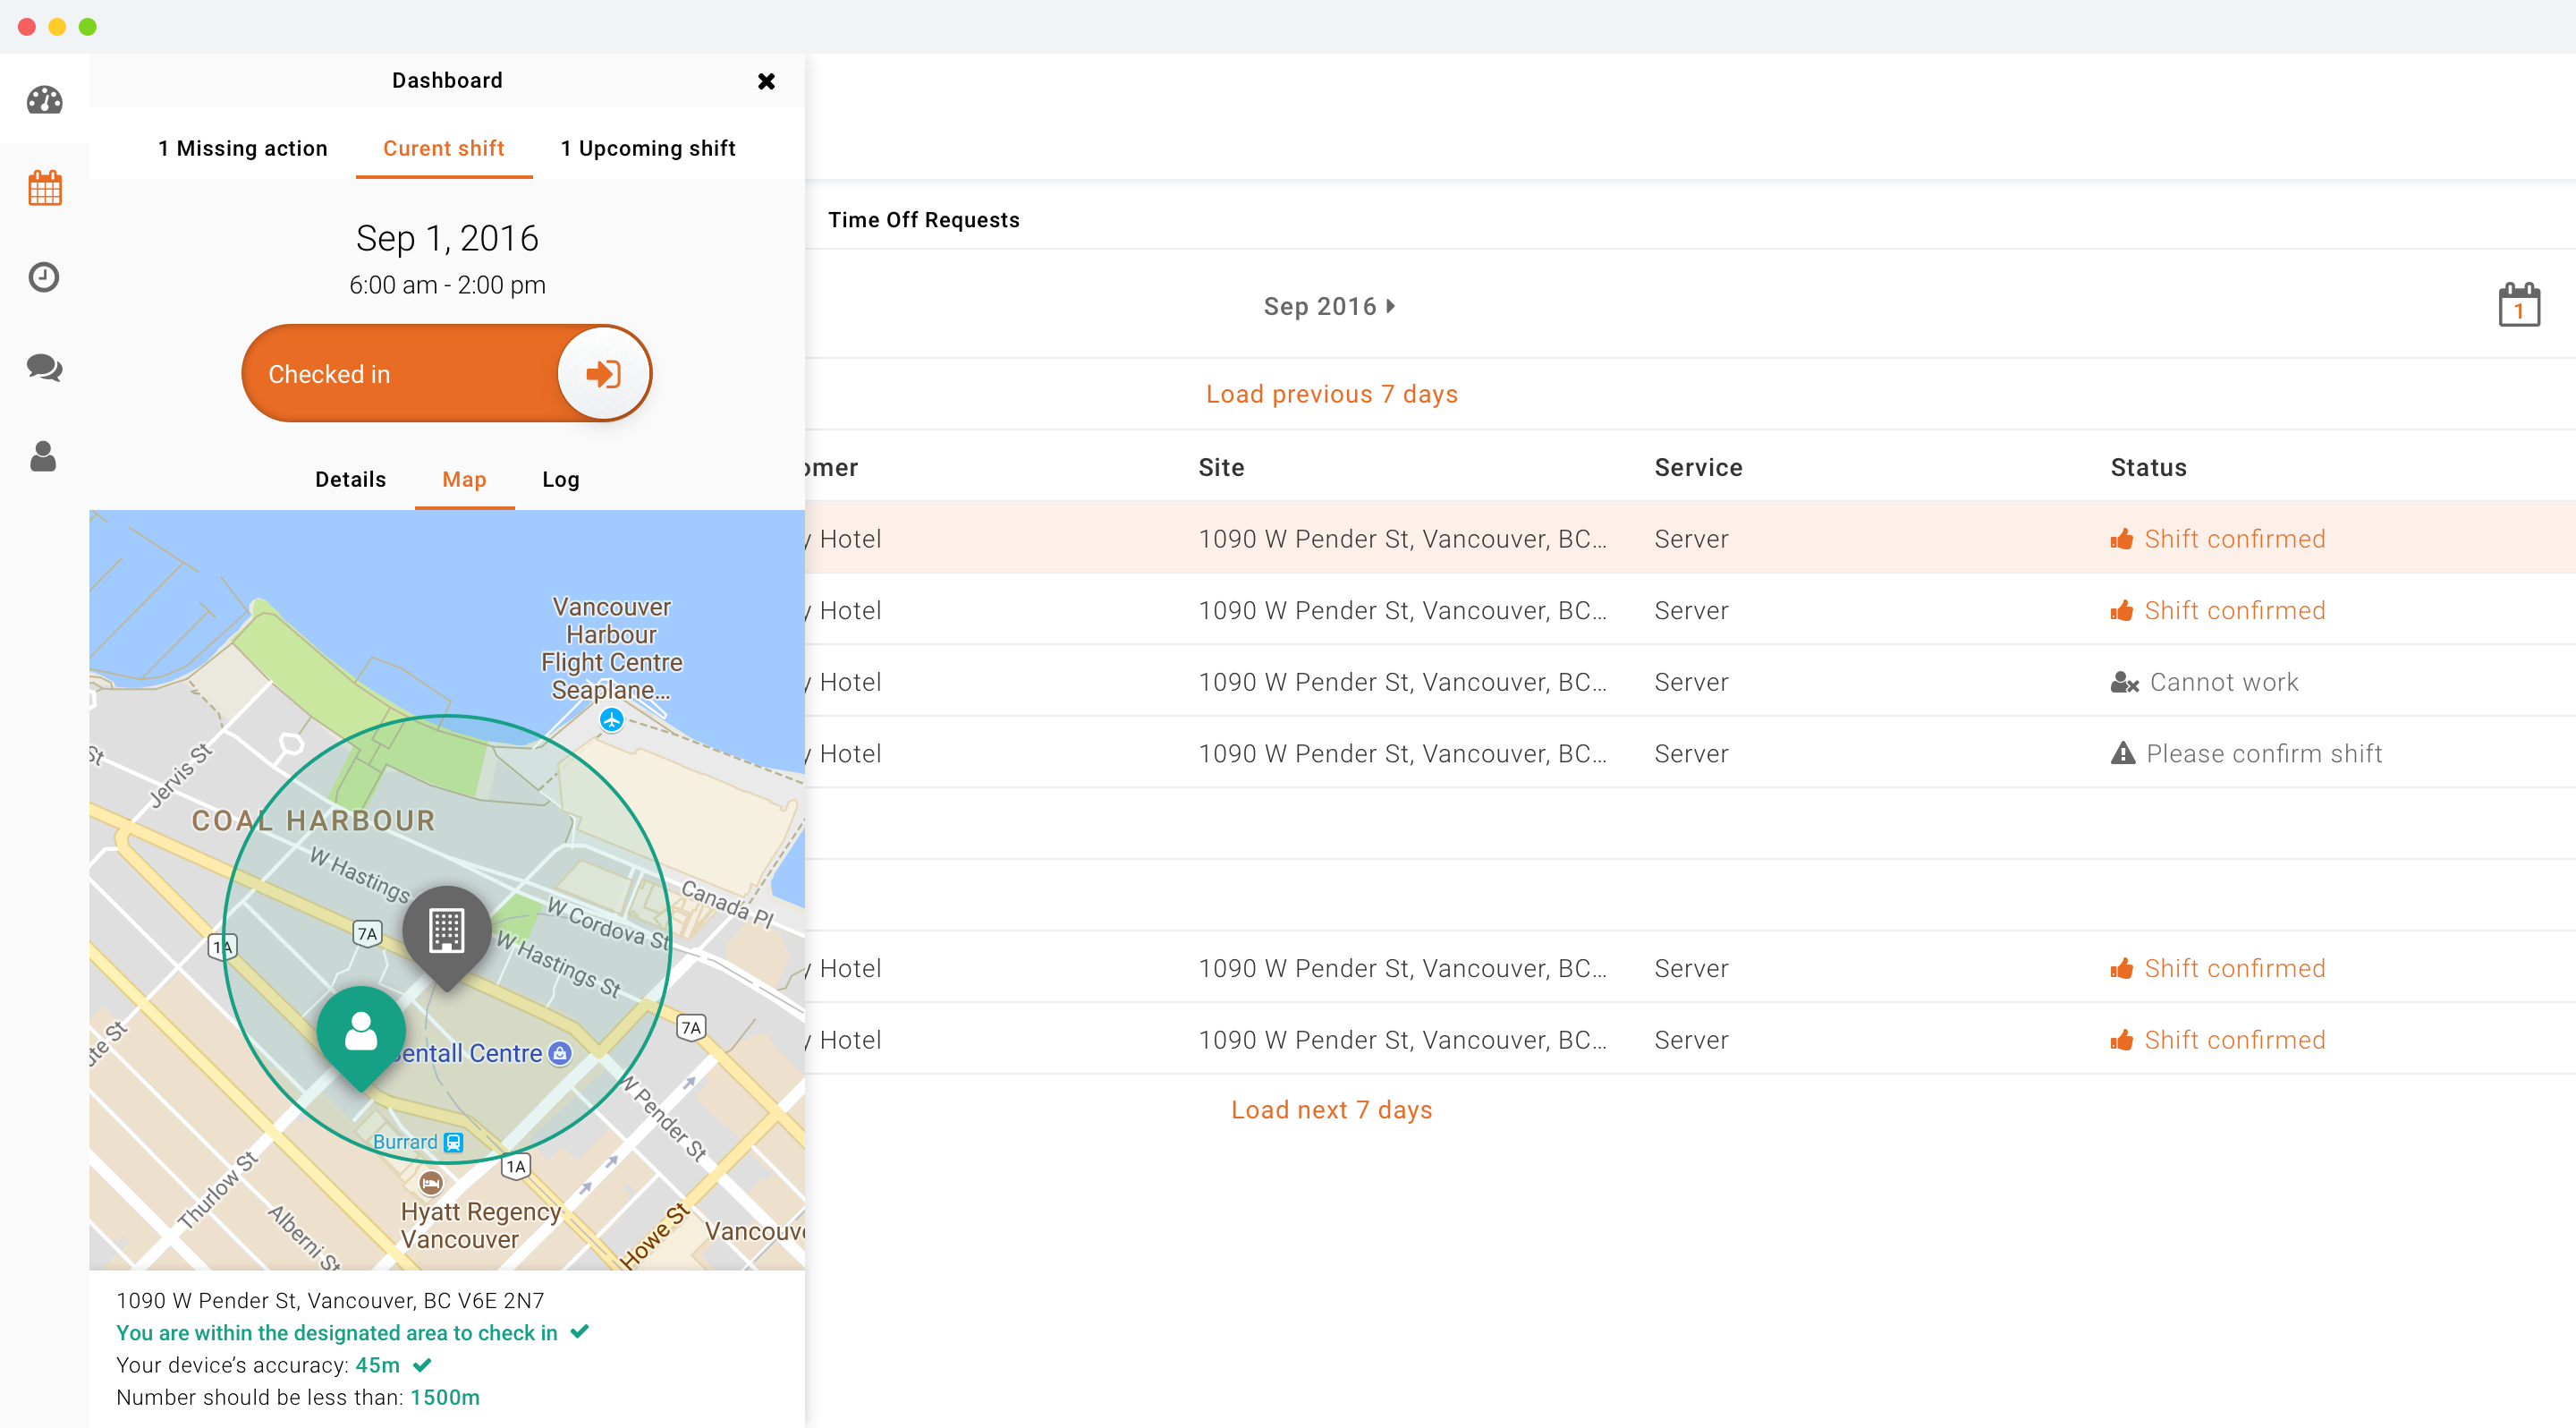 Dashboard
1 Missing action
Curent shift
1 Upcoming shift
Sep 1, 2016
6:00 am - 2:00 pm
Checked in
Details
Map
Log
Vancouver
Harbour
Flight Centre
Seaplane...
St
Jervis St
COAL HARBOUR
W Hastings
7A
1A
W Cordova St
Canada Pl
W Hastings St
7A
Bentall Centre
W Pender St
Burrard
1A
Thurlow St
Alberni St
Hyatt Regency
Vancouver
Howe St
1090 W Pender St, Vancouver, BC V6E 2N7
You are within the designated area to check in
Your device’s accuracy: 45m
Number should be less than: 1500m
Time Off Requests
Sep 2016
1
Load previous 7 days
omer Site Service Status
y Hotel 1090 W Pender St, Vancouver, BC... Server Shift confirmed
y Hotel 1090 W Pender St, Vancouver, BC... Server Shift confirmed
y Hotel 1090 W Pender St, Vancouver, BC... Server Cannot work
y Hotel 1090 W Pender St, Vancouver, BC... Server Please confirm shift
y Hotel 1090 W Pender St, Vancouver, BC... Server Shift confirmed
y Hotel 1090 W Pender St, Vancouver, BC... Server Shift confirmed
Load next 7 days